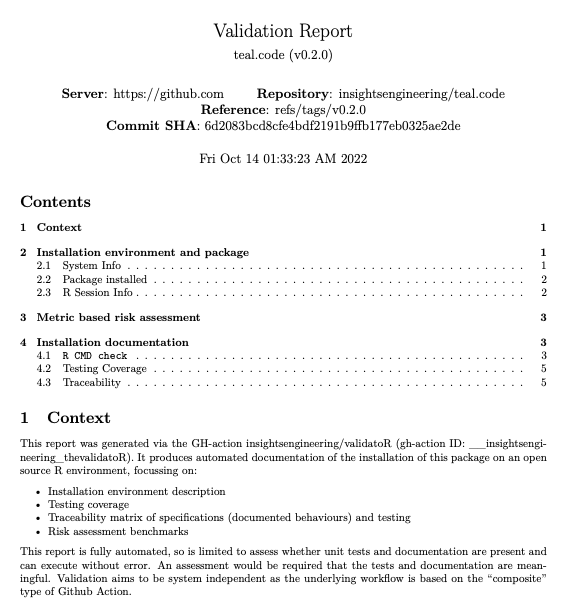 Validation Report
teal.code (v0.2.0)
Server: https://github.com Repository: insightsengineering/teal.code
Reference: refs/tags/v0.2.0
Commit SHA: 6d2083bcd8cfe4bdf2191b9ffb177eb0325ae2de
Fri Oct 14 01:33:23 AM 2022
Contents
1 Context 1
2 Installation environment and package 1
2.1 System Info . . . . . . . . . . . . . . . . . . . . . . . . . . . . . . . . . . . . . . . . 1
2.2 Package installed . . . . . . . . . . . . . . . . . . . . . . . . . . . . . . . . . . . . . 2
2.3 R Session Info . . . . . . . . . . . . . . . . . . . . . . . . . . . . . . . . . . . . . . . 2
3 Metric based risk assessment 3
4 Installation documentation 3
4.1 R CMD check . . . . . . . . . . . . . . . . . . . . . . . . . . . . . . . . . . . . . . . 3
4.2 Testing Coverage . . . . . . . . . . . . . . . . . . . . . . . . . . . . . . . . . . . . . 5
4.3 Traceability . . . . . . . . . . . . . . . . . . . . . . . . . . . . . . . . . . . . . . . . 5
1 Context
This report was generated via the GH-action insightsengineering/validatoR (gh-action ID: __insightsengi-
neering_thevalidatoR). It produces automated documentation of the installation of this package on an open
source R environment, focussing on:
• Installation environment description
• Testing coverage
• Traceability matrix of specifications (documented behaviours) and testing
• Risk assessment benchmarks
This report is fully automated, so is limited to assess whether unit tests and documentation are present and
can execute without error. An assessment would be required that the tests and documentation are mean-
ingful. Validation aims to be system independent as the underlying workflow is based on the “composite”
type of Github Action.